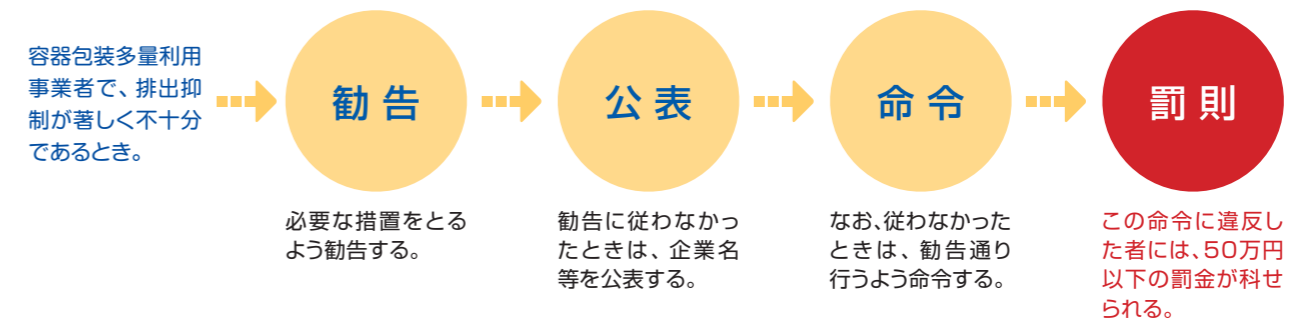 容器包装多量利用
事業者で、排出抑
制が著しく不十分
であるとき。
勧告
必要な措置をとる
よう勧告する。
公表
勧告に従わなかっ
たときは、企業名
等を公表する。
命令
なお、従わなかった
ときは、勧告通り
行うよう命令する。
罰則
この命令に違反し
た者には、50万円
以下の罰金が科せ
られる。